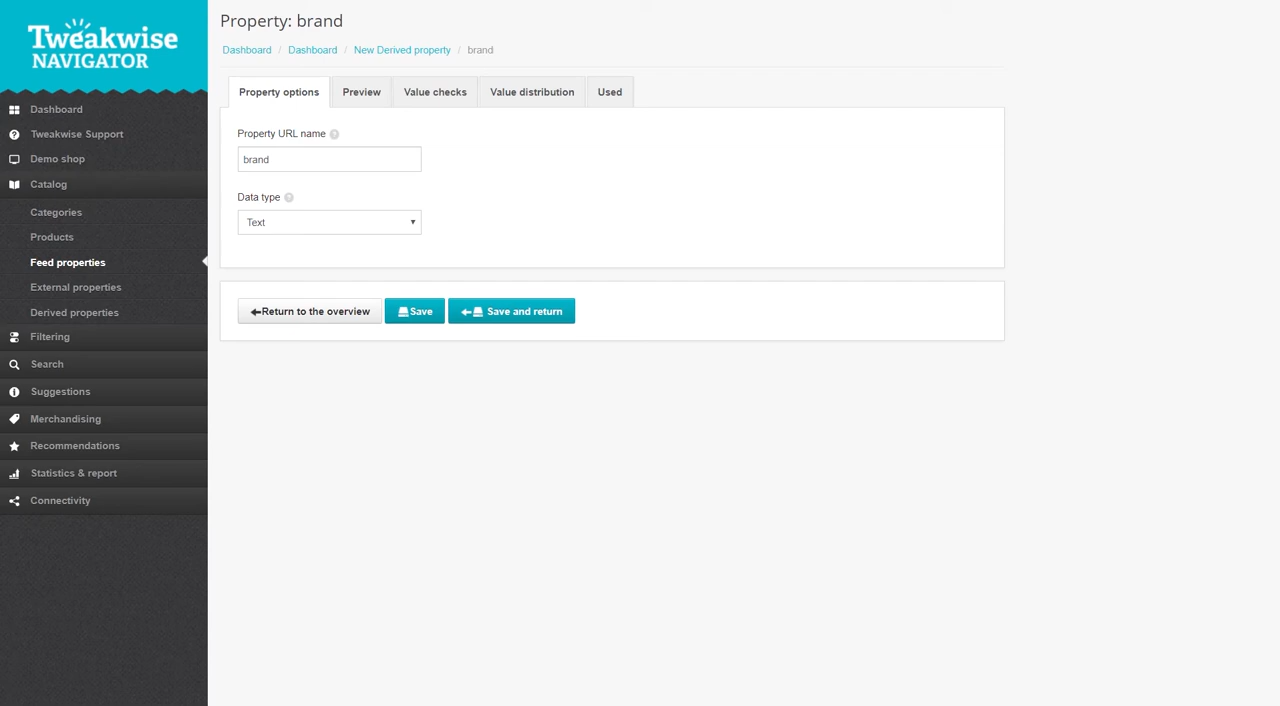 Tweakwise
NAVIGATOR
Dashboard
Tweakwise Support
Demo shop
Catalog
Categories
Products
Feed properties
External properties
Derived properties
Filtering
Search
Suggestions
Merchandising
Recommendations
Statistics & report
Connectivity
Property: brand
Dashboard / Dashboard / New Derived property / brand
Property options Preview Value checks Value distribution Used
Property URL name ?
brand
Data type ?
Text
Return to the overview Save Save and return